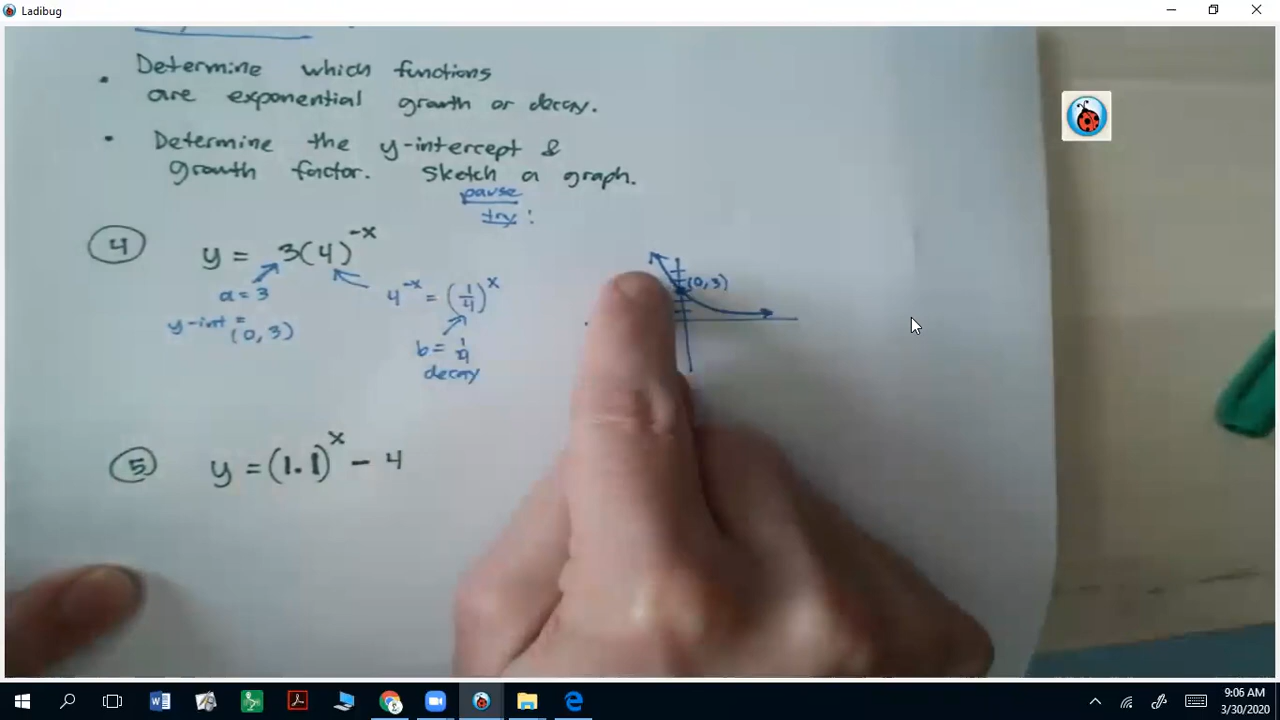 Ladibug
Determine which functions
are exponential growth or decay.
Determine the y-intercept &
growth factor. Sketch a graph.
pause
try:
4 y = 3(4)^-x
a = 3
y-int = (0, 3)
4^-x = (1/4)^x
b = 1/4
decay
(0, 3)
5 y = (1.1)^x - 4
9:06 AM
3/30/2020